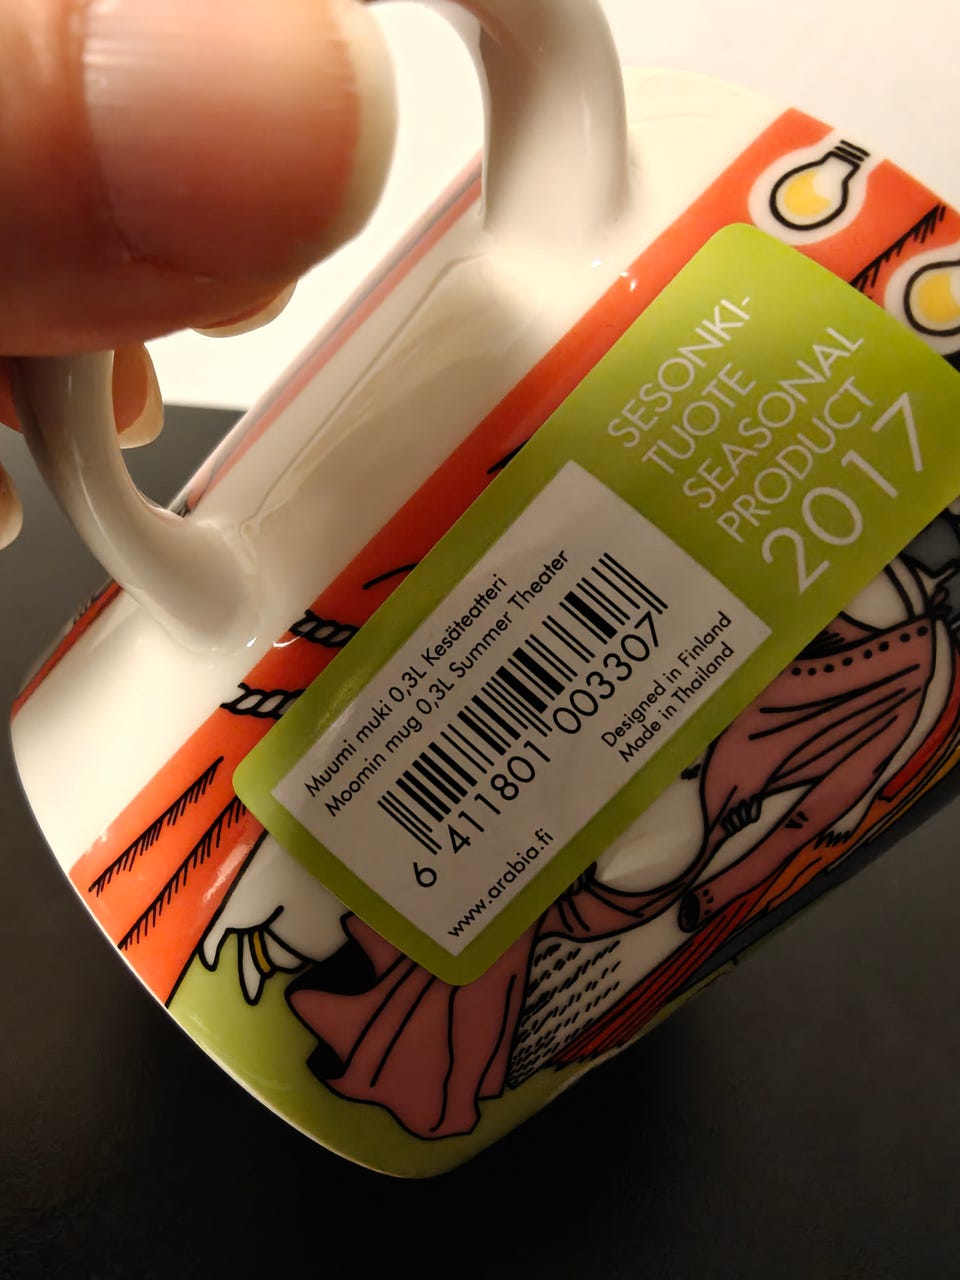 SESONKI-
TUOTE
SEASONAL
PRODUCT
2017
Muumi muki 0,3L Kesäteatteri
Moomin mug 0,3L Summer Theater
6 411801 003307
Designed in Finland
Made in Thailand
www.arabia.fi